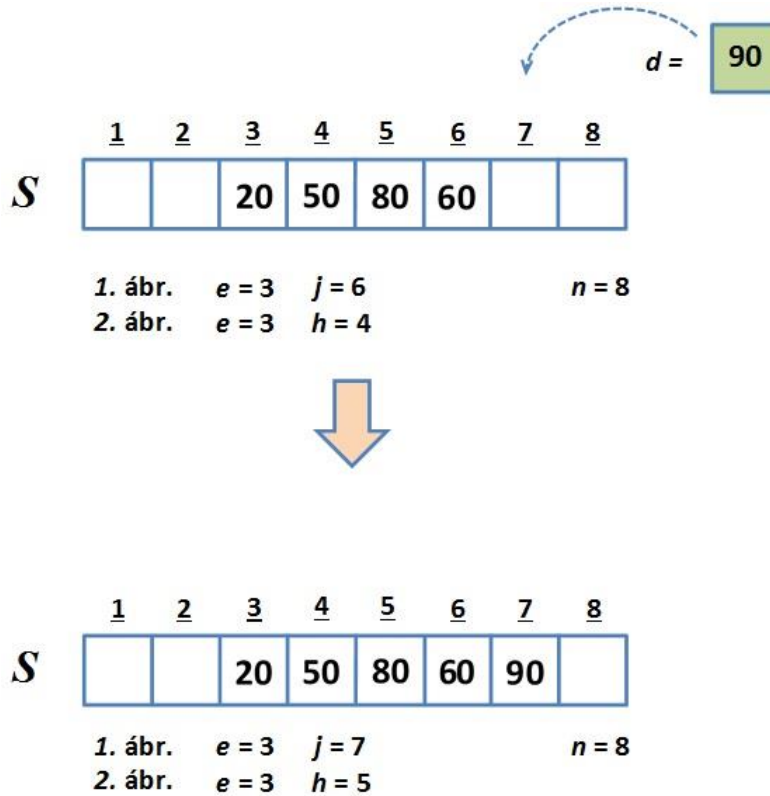 d = 90
1 2 3 4 5 6 7 8
S 20 50 80 60
1. ábr. e = 3 j = 6 n = 8
2. ábr. e = 3 h = 4
1 2 3 4 5 6 7 8
S 20 50 80 60 90
1. ábr. e = 3 j = 7 n = 8
2. ábr. e = 3 h = 5